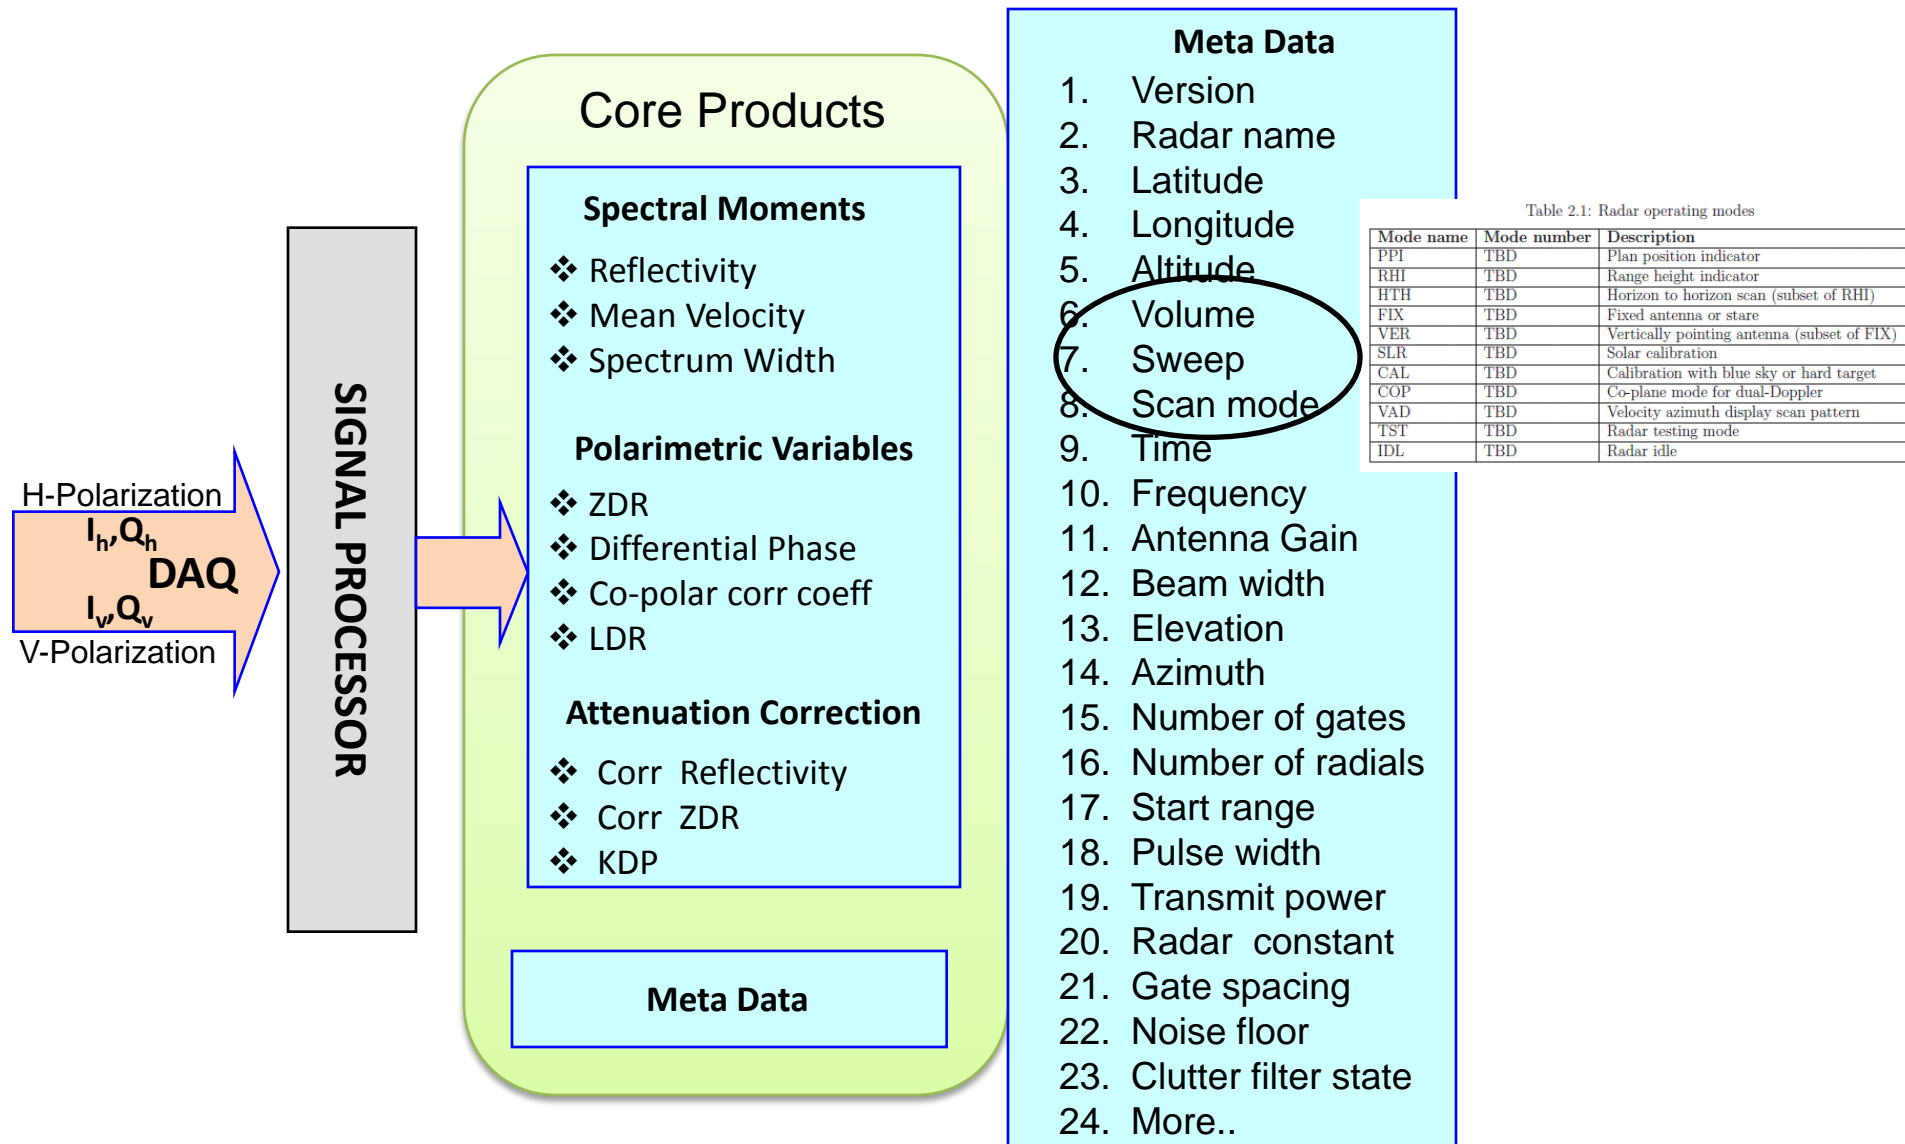 H-Polarization
I_h,Q_h
DAQ
I_v,Q_v
V-Polarization
SIGNAL PROCESSOR
Core Products
Spectral Moments
❖ Reflectivity
❖ Mean Velocity
❖ Spectrum Width
Polarimetric Variables
❖ ZDR
❖ Differential Phase
❖ Co-polar corr coeff
❖ LDR
Attenuation Correction
❖ Corr Reflectivity
❖ Corr ZDR
❖ KDP
Meta Data
Meta Data
1. Version
2. Radar name
3. Latitude
4. Longitude
5. Altitude
6. Volume
7. Sweep
8. Scan mode
9. Time
10. Frequency
11. Antenna Gain
12. Beam width
13. Elevation
14. Azimuth
15. Number of gates
16. Number of radials
17. Start range
18. Pulse width
19. Transmit power
20. Radar constant
21. Gate spacing
22. Noise floor
23. Clutter filter state
24. More..
Table 2.1: Radar operating modes
Mode name Mode number Description
PPI TBD Plan position indicator
RHI TBD Range height indicator
HTH TBD Horizon to horizon scan (subset of RHI)
FIX TBD Fixed antenna or stare
VER TBD Vertically pointing antenna (subset of FIX)
SLR TBD Solar calibration
CAL TBD Calibration with blue sky or hard target
COP TBD Co-plane mode for dual-Doppler
VAD TBD Velocity azimuth display scan pattern
TST TBD Radar testing mode
IDL TBD Radar idle